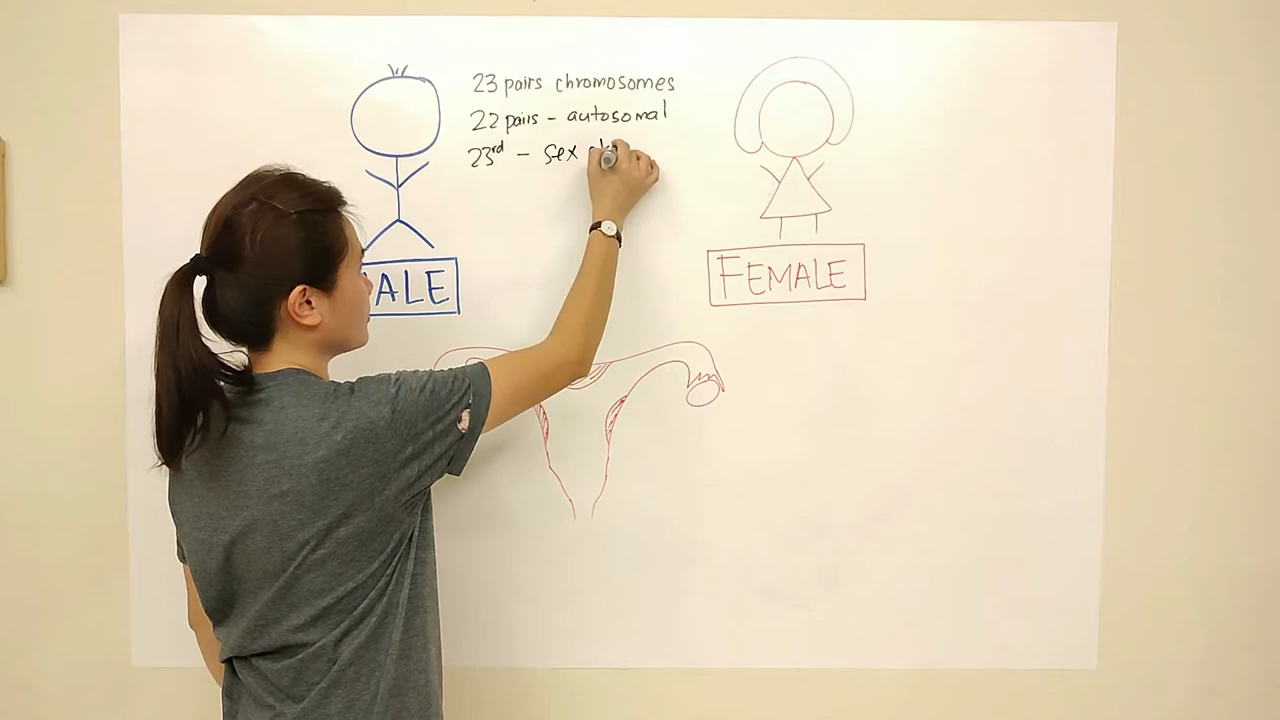 23 pairs chromosomes
22 pairs - autosomal
23rd - sex
ALE
FEMALE